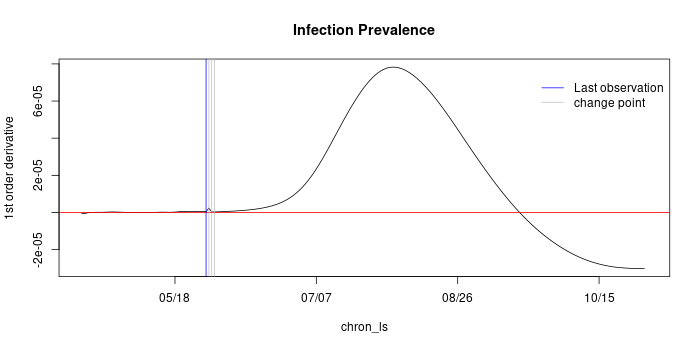 Infection Prevalence
1st order derivative
6e-05
2e-05
-2e-05
Last observation
change point
05/18
07/07
08/26
10/15
chron_ls